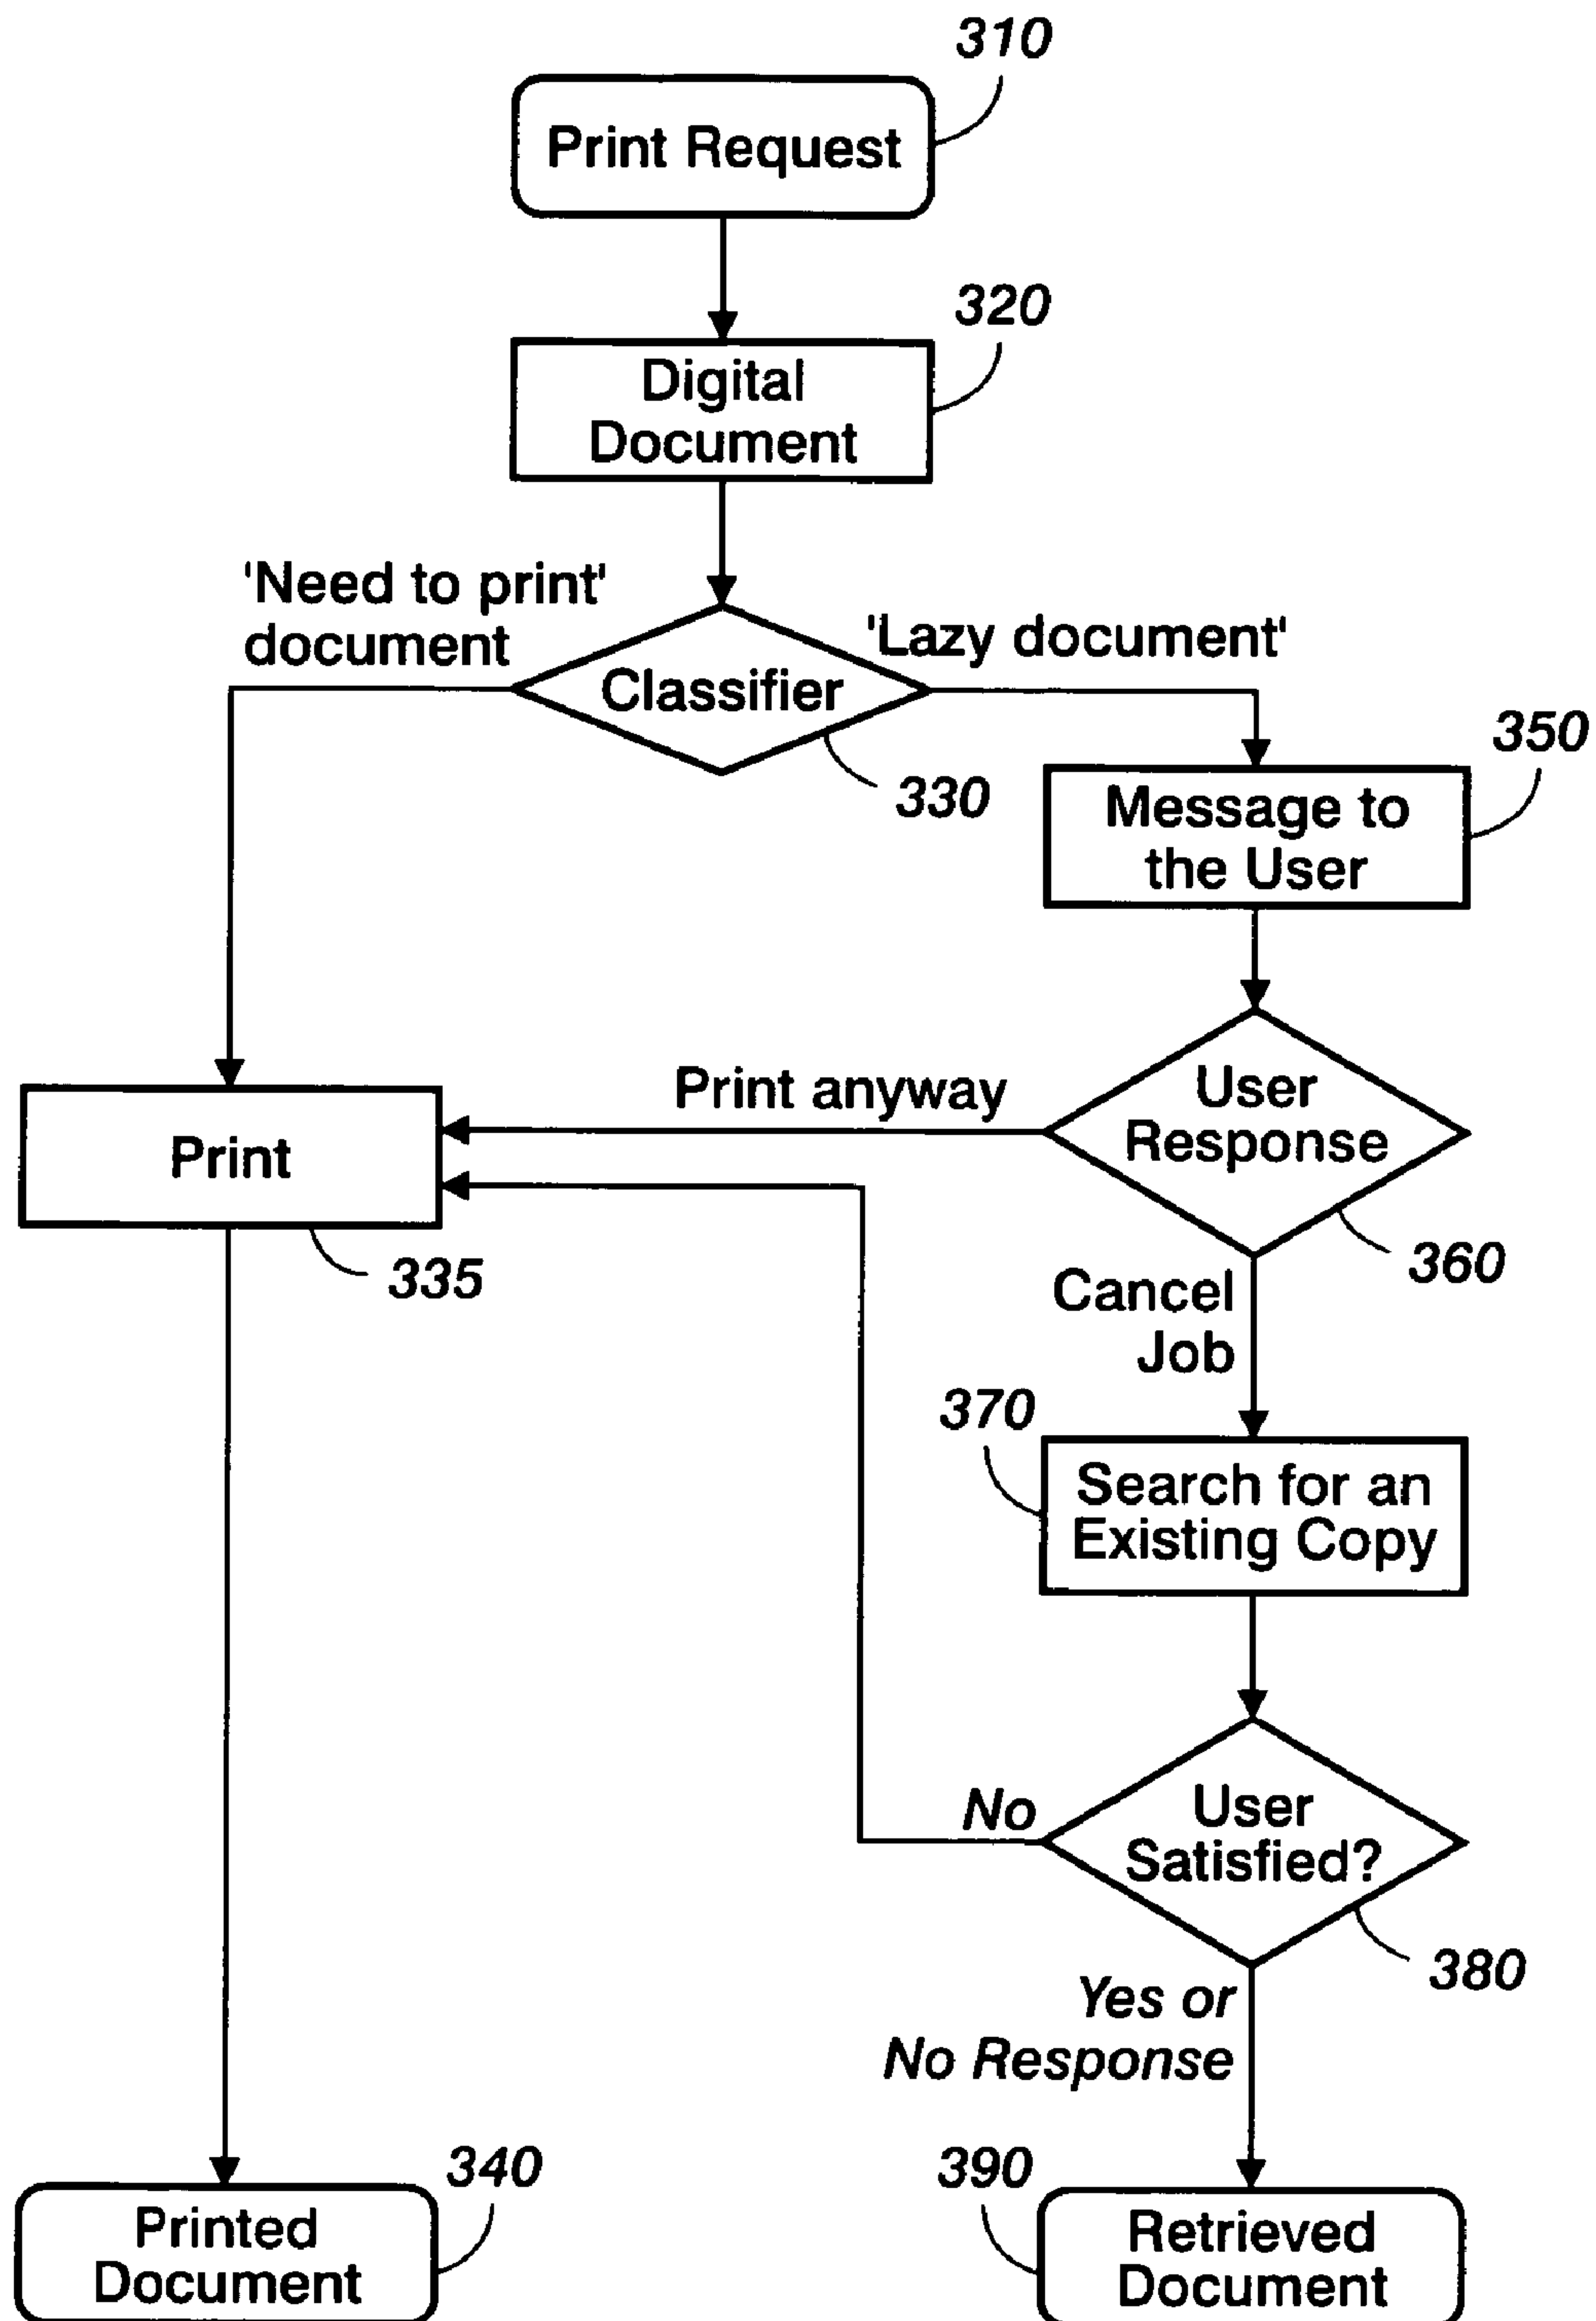 310
Print Request
320
Digital
Document
'Need to print'
document
'Lazy document'
Classifier
330
350
Message to
the User
Print anyway
User
Response
Print
335
360
Cancel
Job
370
Search for an
Existing Copy
No
User
Satisfied?
380
Yes or
No Response
340
Printed
Document
390
Retrieved
Document